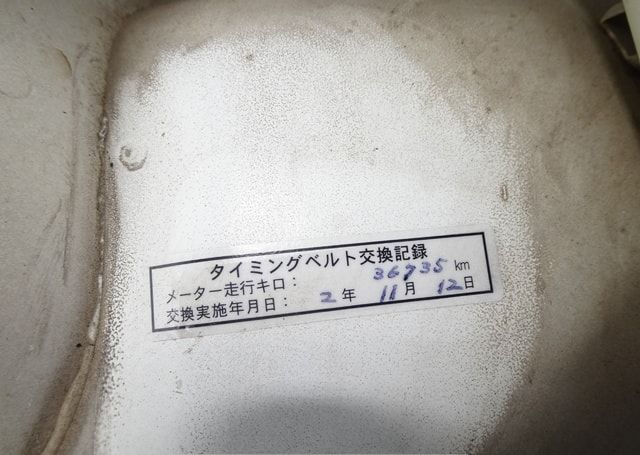 タイミングベルト交換記録
メーター走行キロ： 36735 km
交換実施年月日： 2 年 11 月 12 日